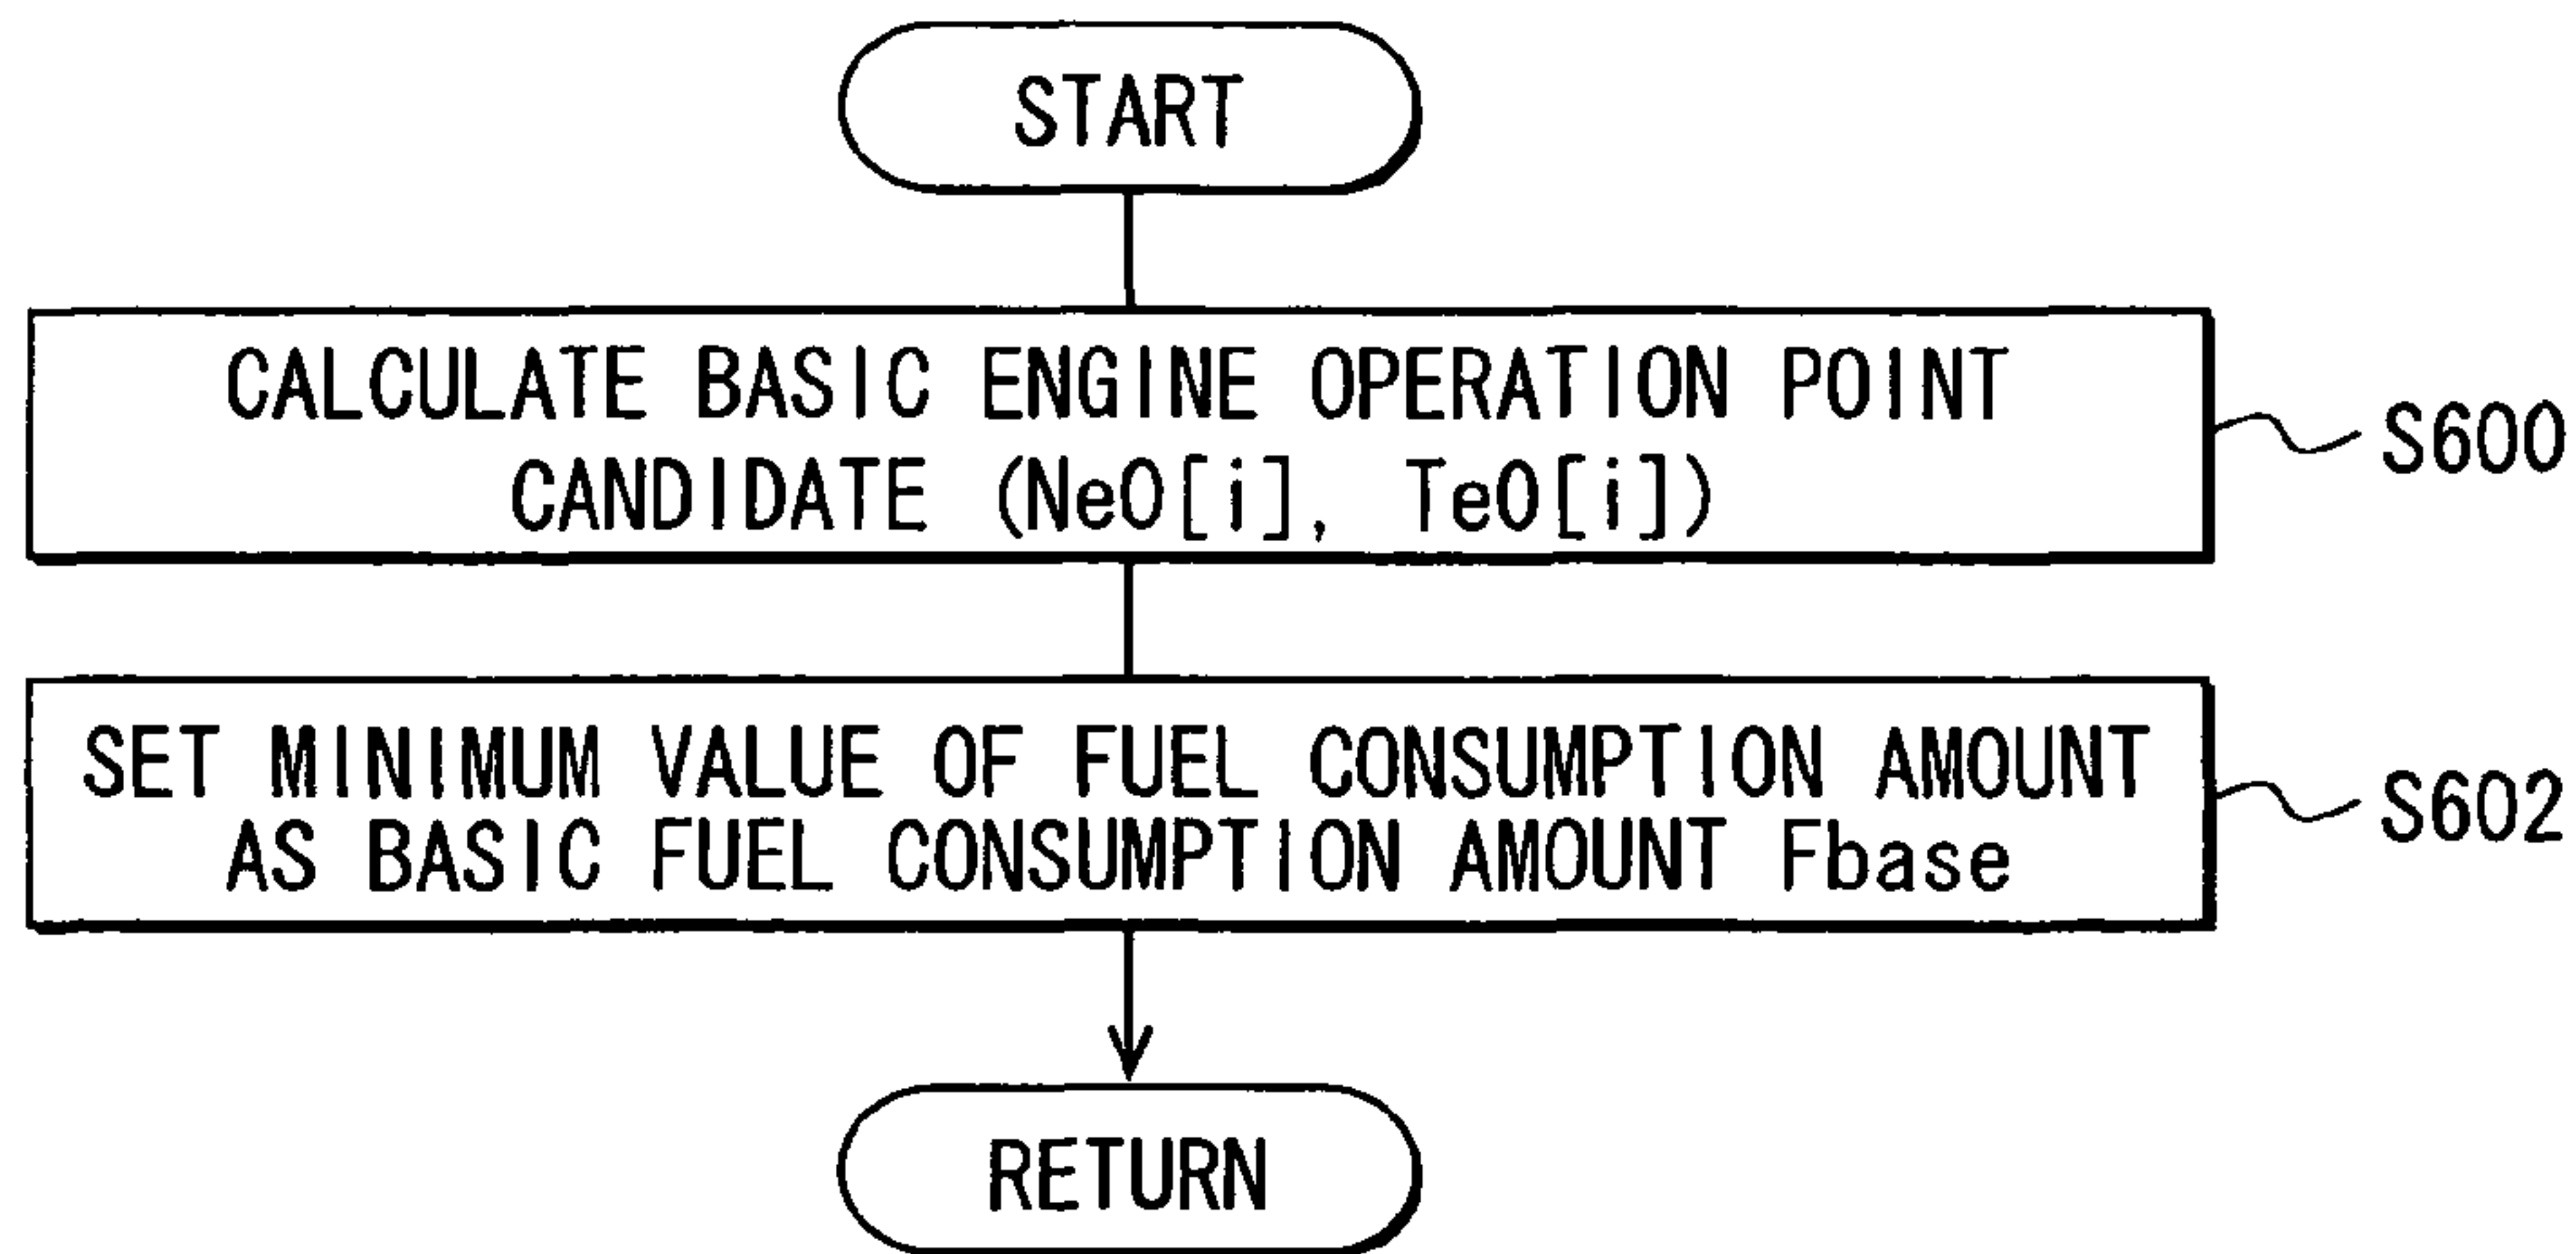 START
CALCULATE BASIC ENGINE OPERATION POINT
CANDIDATE (Ne0[i], Te0[i])
S600
SET MINIMUM VALUE OF FUEL CONSUMPTION AMOUNT
AS BASIC FUEL CONSUMPTION AMOUNT Fbase
S602
RETURN